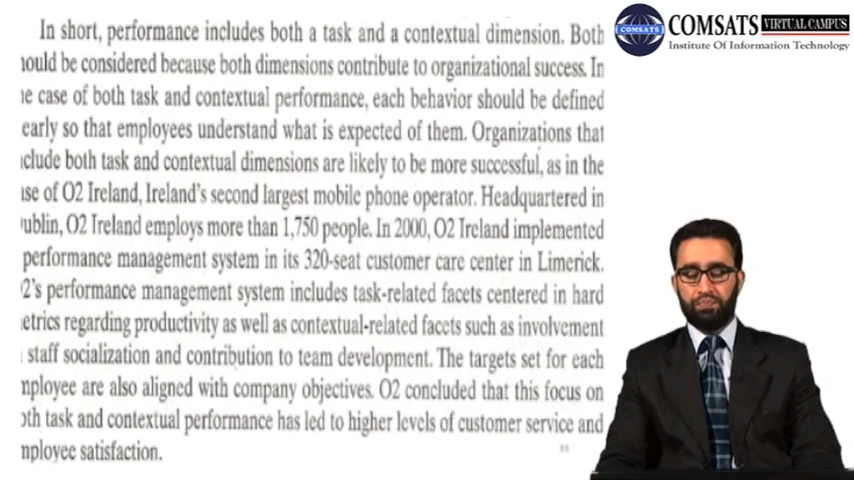 COMSATS
COMSATS VIRTUAL CAMPUS
Institute Of Information Technology
In short, performance includes both a task and a contextual dimension. Both
ould be considered because both dimensions contribute to organizational success. In
e case of both task and contextual performance, each behavior should be defined
early so that employees understand what is expected of them. Organizations that
clude both task and contextual dimensions are likely to be more successful, as in the
se of O2 Ireland, Ireland's second largest mobile phone operator. Headquartered in
ublin, O2 Ireland employs more than 1,750 people. In 2000, O2 Ireland implemented
performance management system in its 320-seat customer care center in Limerick.
2's performance management system includes task-related facets centered in hard
etrics regarding productivity as well as contextual-related facets such as involvement
staff socialization and contribution to team development. The targets set for each
nployee are also aligned with company objectives. O2 concluded that this focus on
oth task and contextual performance has led to higher levels of customer service and
nployee satisfaction.